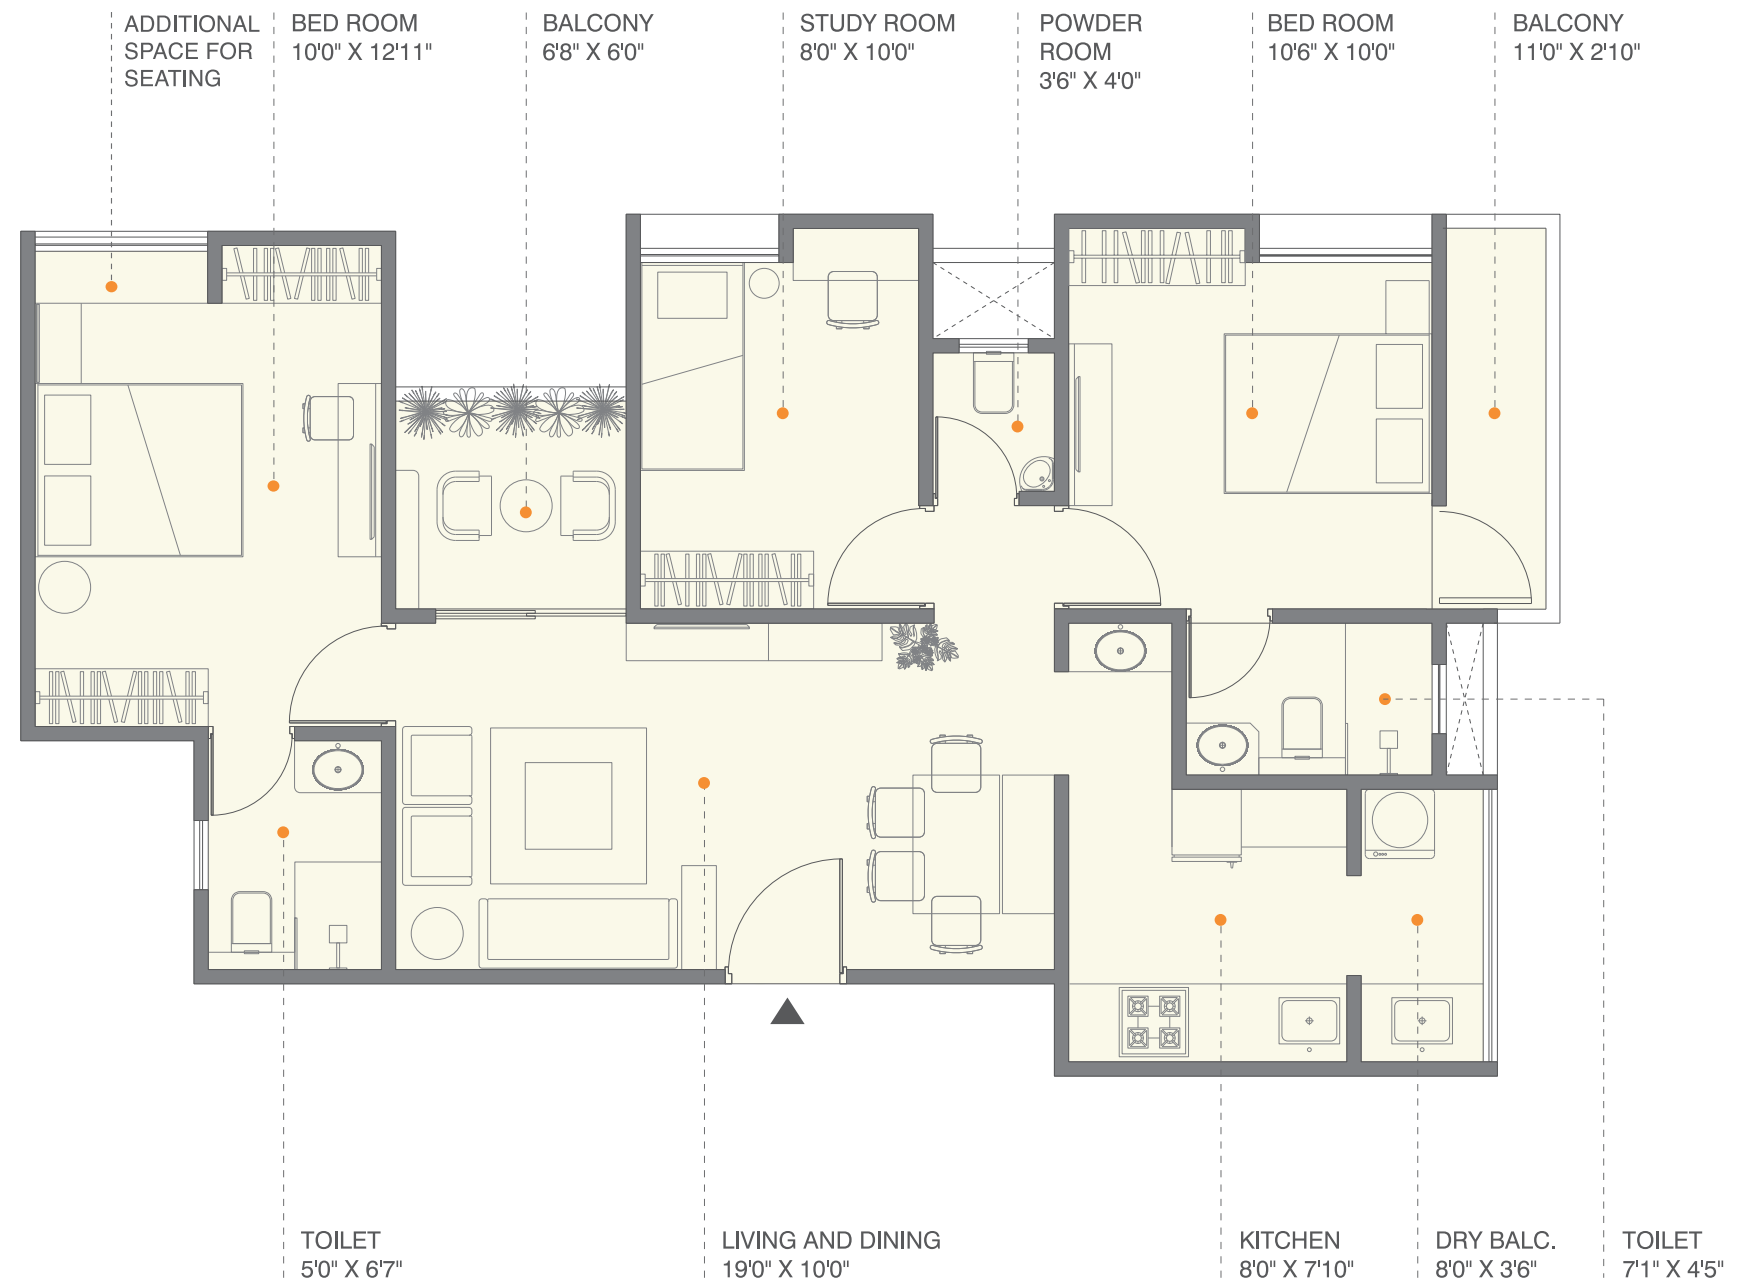 ADDITIONAL
SPACE FOR
SEATING
BED ROOM
10'0" X 12'11"
BALCONY
6'8" X 6'0"
STUDY ROOM
8'0" X 10'0"
POWDER
ROOM
3'6" X 4'0"
BED ROOM
10'6" X 10'0"
BALCONY
11'0" X 2'10"
TOILET
5'0" X 6'7"
LIVING AND DINING
19'0" X 10'0"
KITCHEN
8'0" X 7'10"
DRY BALC.
8'0" X 3'6"
TOILET
7'1" X 4'5"